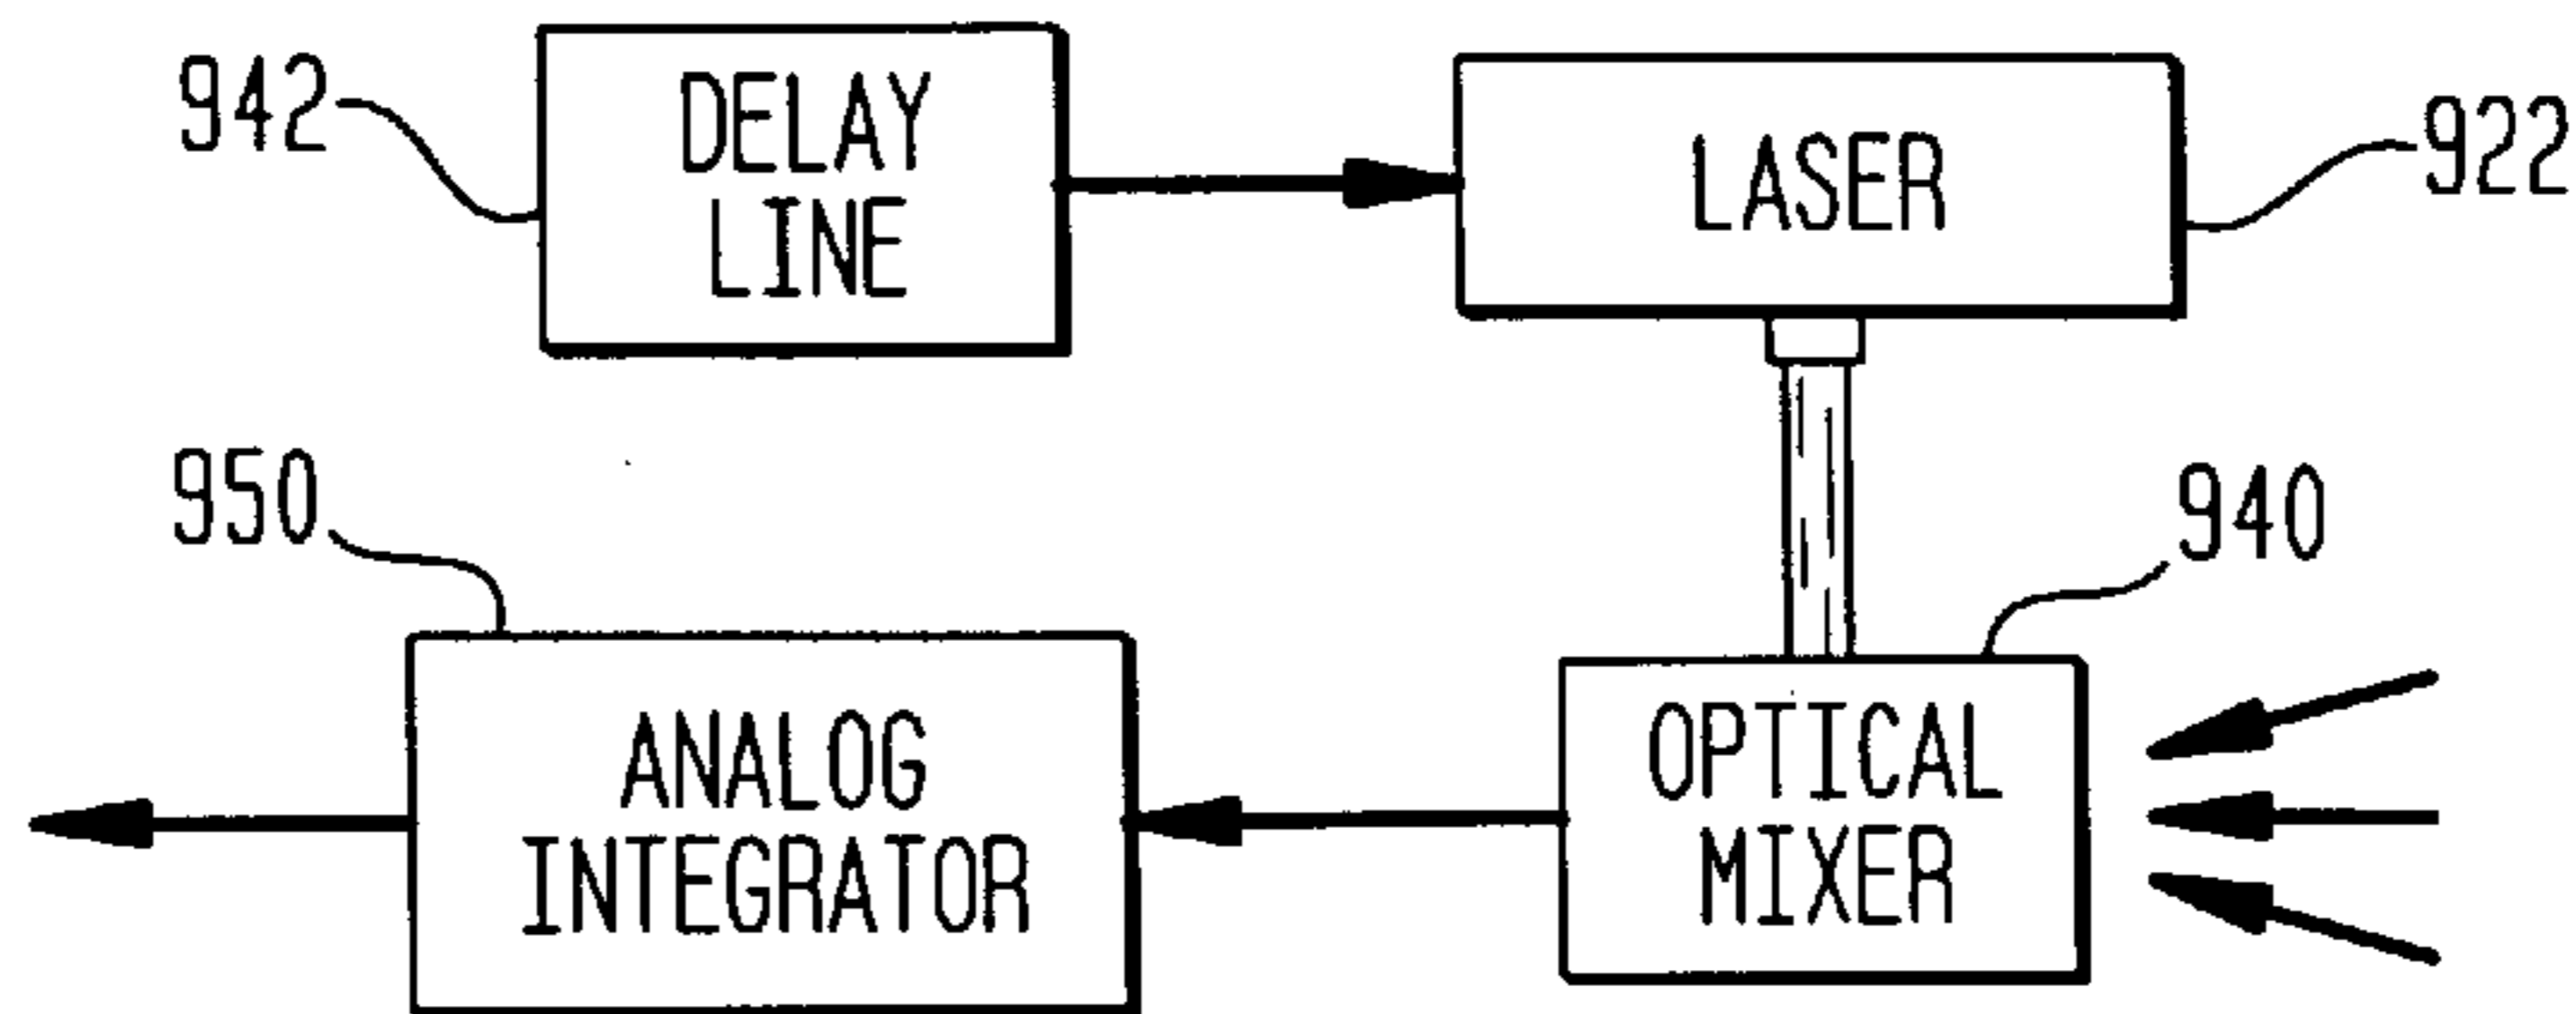 942
DELAY
LINE
LASER
922
950
ANALOG
INTEGRATOR
OPTICAL
MIXER
940